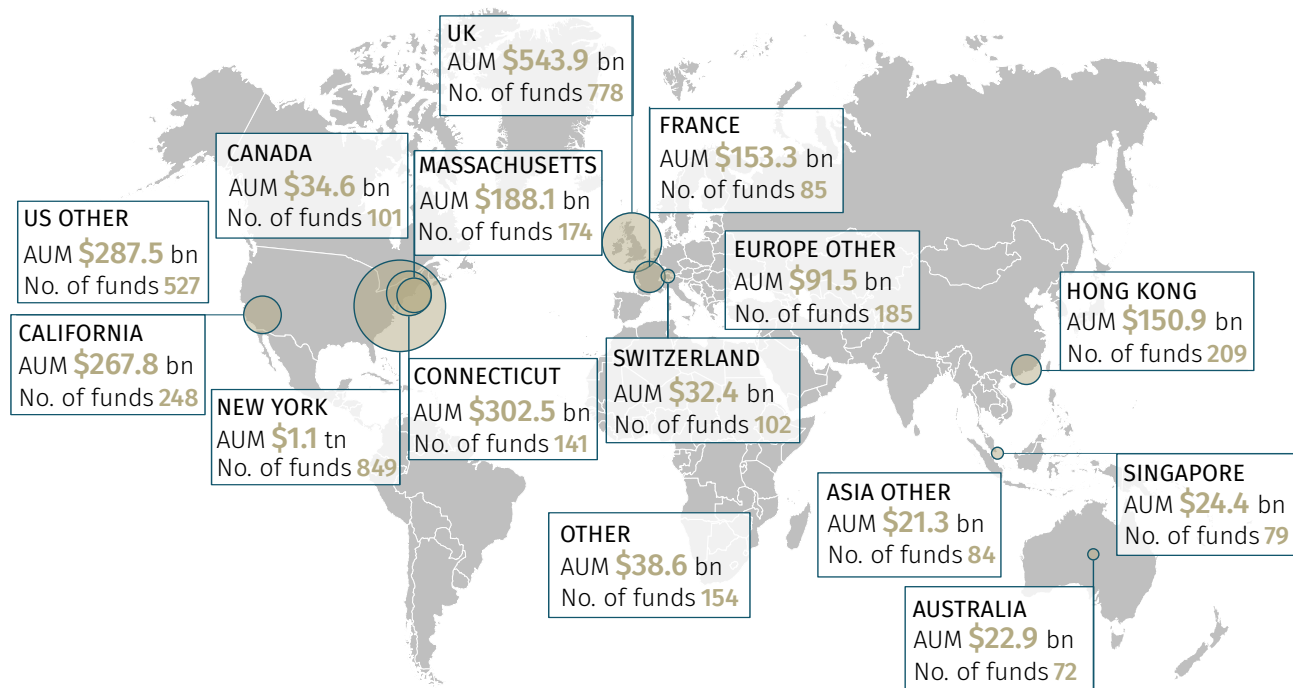 UK
AUM $543.9 bn
No. of funds 778
FRANCE
AUM $153.3 bn
No. of funds 85
CANADA
AUM $34.6 bn
No. of funds 101
MASSACHUSETTS
AUM $188.1 bn
No. of funds 174
US OTHER
AUM $287.5 bn
No. of funds 527
EUROPE OTHER
AUM $91.5 bn
No. of funds 185
HONG KONG
AUM $150.9 bn
No. of funds 209
CALIFORNIA
AUM $267.8 bn
No. of funds 248
SWITZERLAND
AUM $32.4 bn
No. of funds 102
CONNECTICUT
AUM $302.5 bn
No. of funds 141
NEW YORK
AUM $1.1 tn
No. of funds 849
SINGAPORE
AUM $24.4 bn
No. of funds 79
ASIA OTHER
AUM $21.3 bn
No. of funds 84
OTHER
AUM $38.6 bn
No. of funds 154
AUSTRALIA
AUM $22.9 bn
No. of funds 72